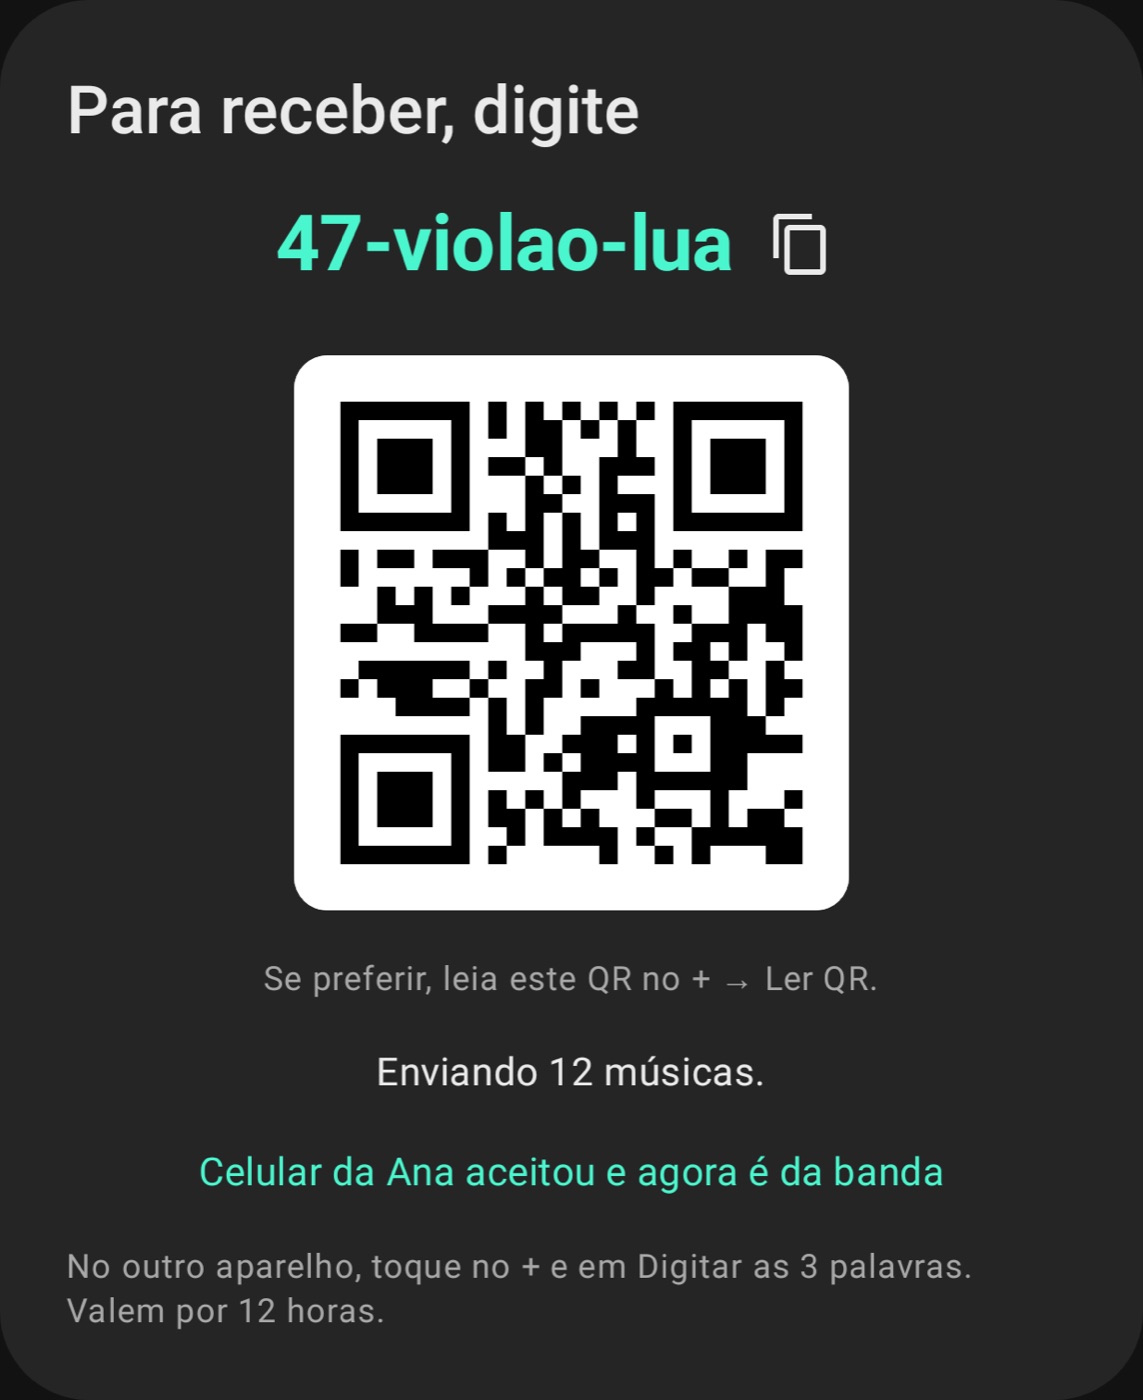 Para receber, digite
47-violao-lua
Se preferir, leia este QR no + → Ler QR.
Enviando 12 músicas.
Celular da Ana aceitou e agora é da banda
No outro aparelho, toque no + e em Digitar as 3 palavras.
Valem por 12 horas.